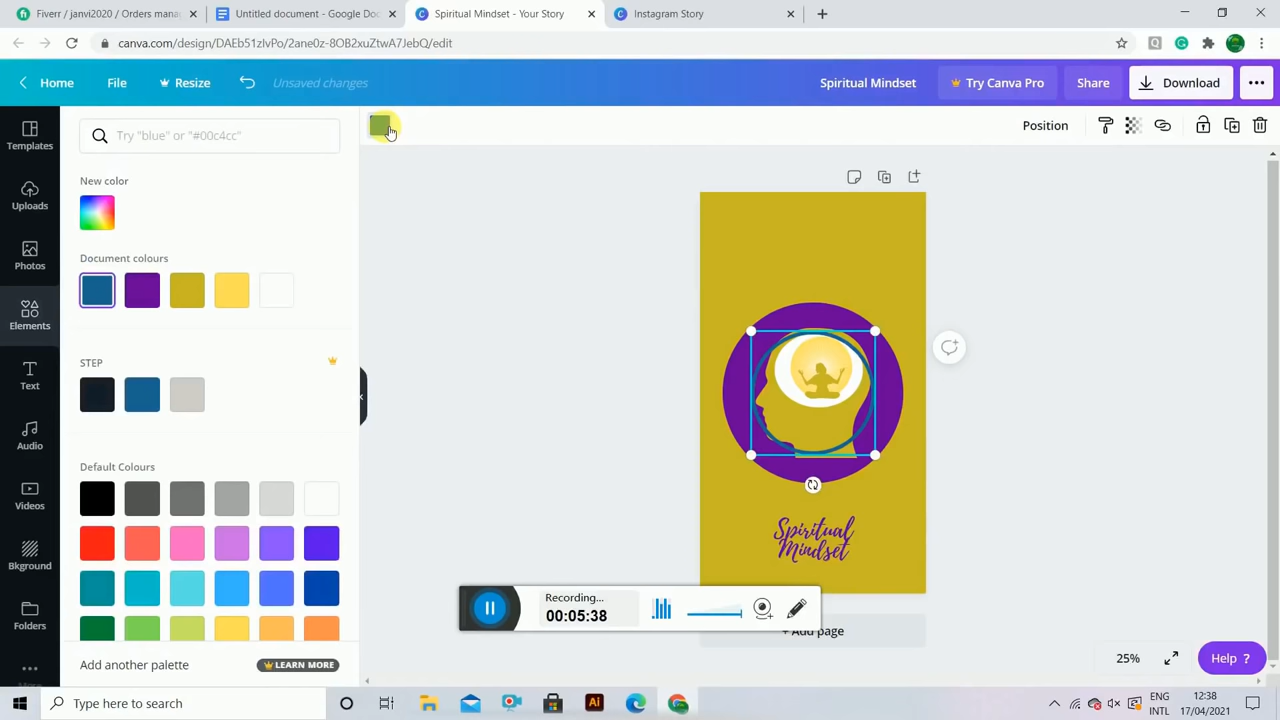 Fiverr / janvi2020 / Orders mana
Untitled document - Google Doc
Spiritual Mindset - Your Story
Instagram Story
canva.com/design/DAEb51zIvPo/2ane0z-8OB2xuZtwA7JebQ/edit
Home
File
Resize
Unsaved changes
Spiritual Mindset
Try Canva Pro
Share
Download
Templates
Uploads
Photos
Elements
Text
Audio
Videos
Bkground
Folders
Try "blue" or "#00c4cc"
Position
New color
Document colours
STEP
Default Colours
Add another palette
LEARN MORE
Spiritual
Mindset
Recording...
00:05:38
+ Add page
25%
Help ?
Type here to search
Ai
ENG
INTL
12:38
17/04/2021